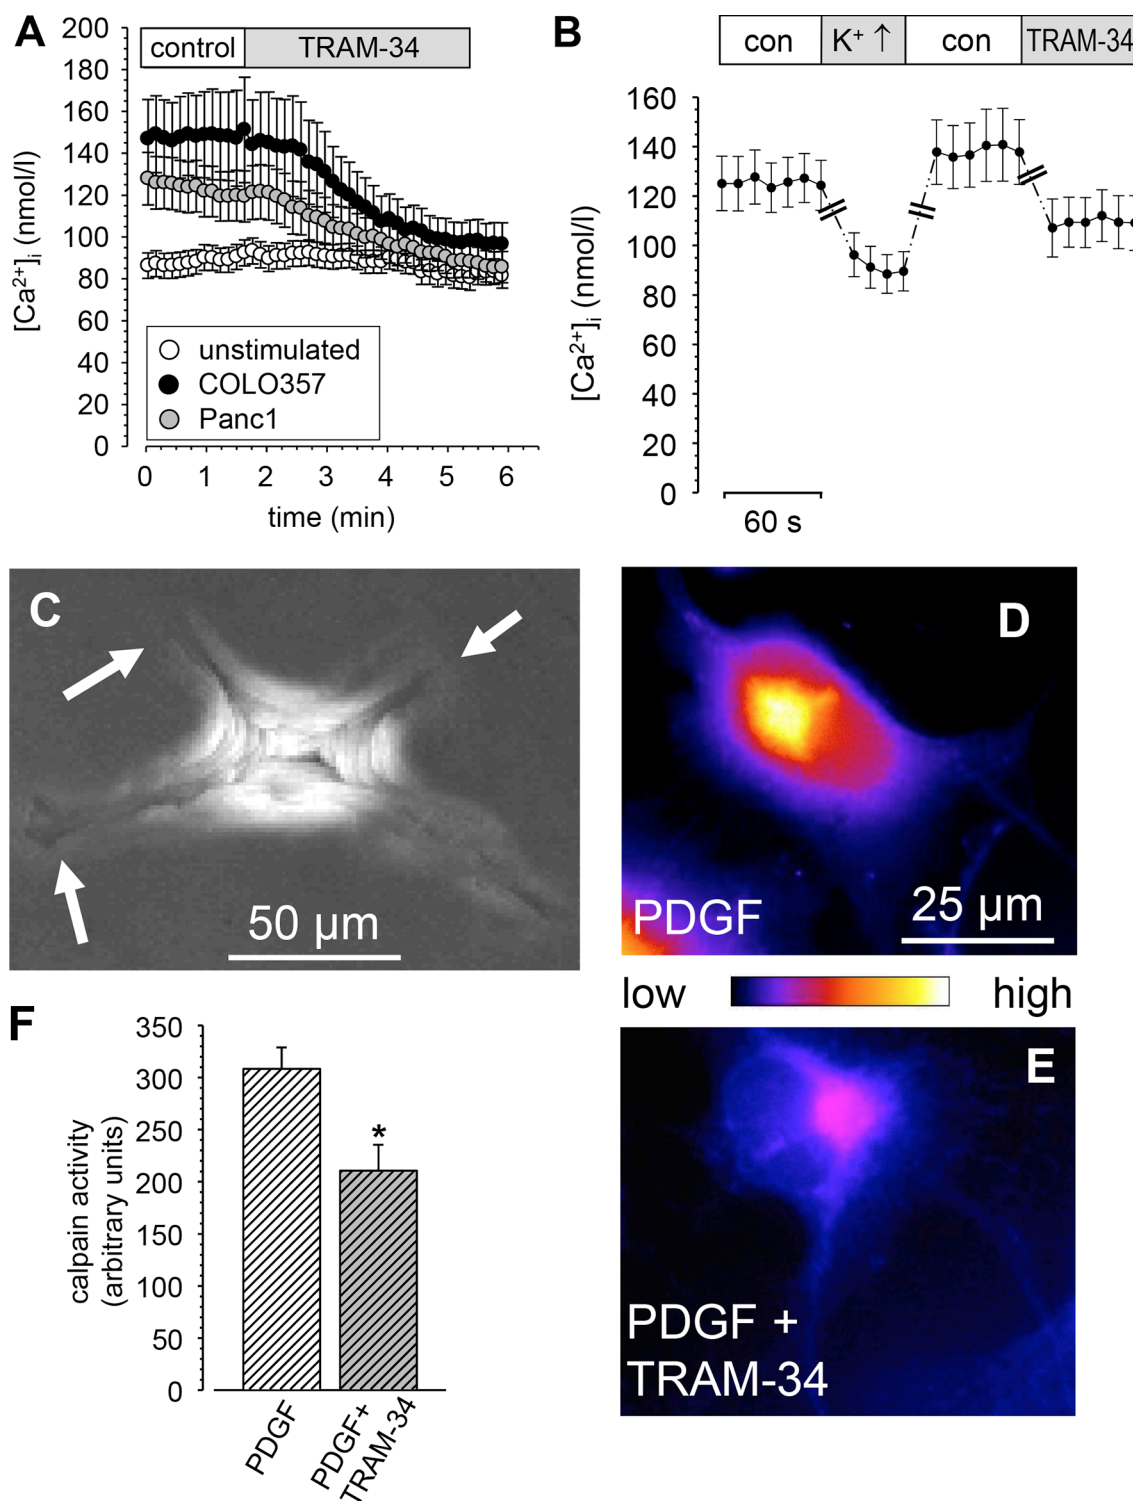 A
control TRAM-34
200
180
160
140
120
100
80
60
40
20
0
[Ca²⁺]ᵢ (nmol/l)
unstimulated
COLO357
Panc1
0 1 2 3 4 5 6
time (min)
B
con K⁺ ↑ con TRAM-34
160
140
120
100
80
60
40
20
0
[Ca²⁺]ᵢ (nmol/l)
60 s
C
50 µm
D
PDGF
25 µm
low high
E
PDGF +
TRAM-34
F
350
300
250
200
150
100
50
0
calpain activity
(arbitrary units)
*
PDGF
PDGF+
TRAM-34